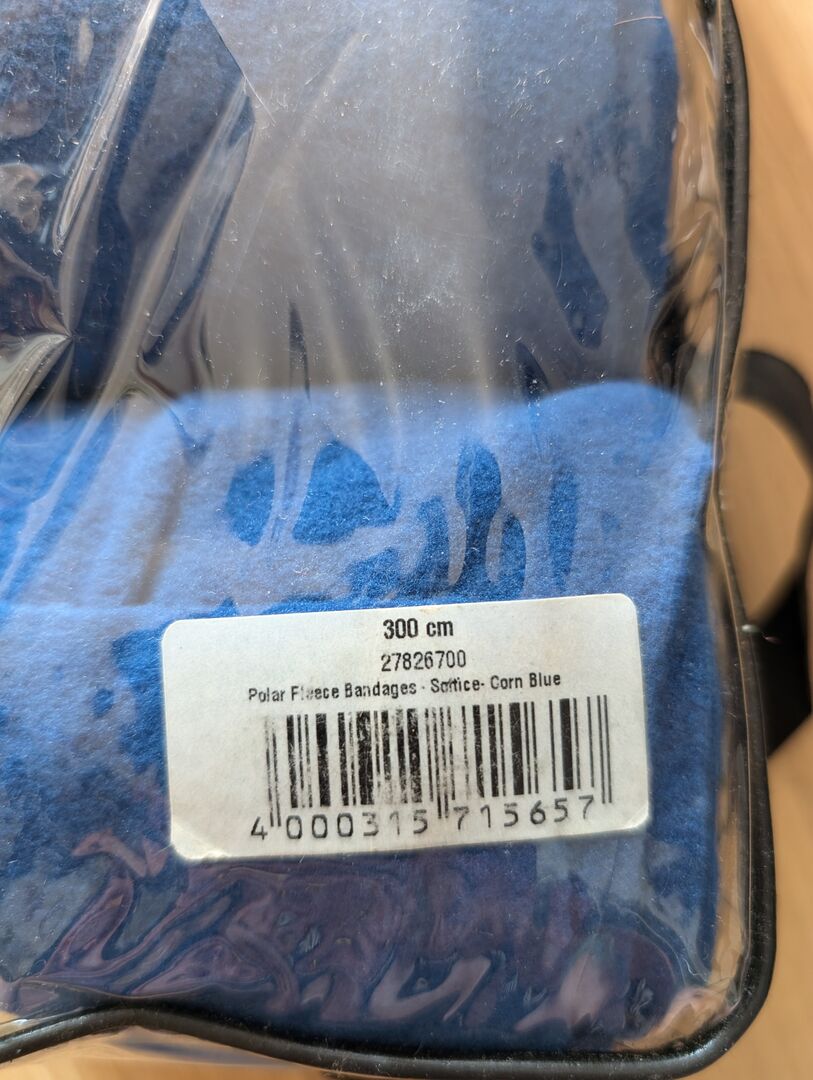 300 cm
27826700
Polar Fleece Bandages - Softice- Corn Blue
4 000315 715657